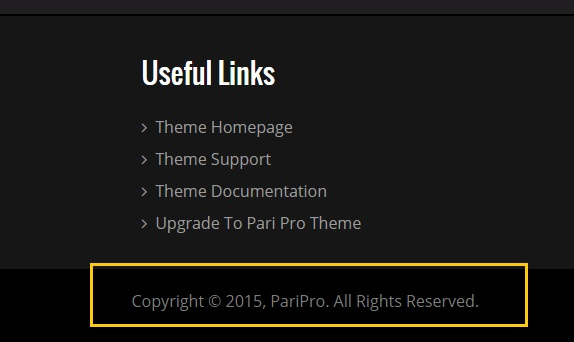 Useful Links
Theme Homepage
Theme Support
Theme Documentation
Upgrade To Pari Pro Theme
Copyright © 2015, PariPro. All Rights Reserved.